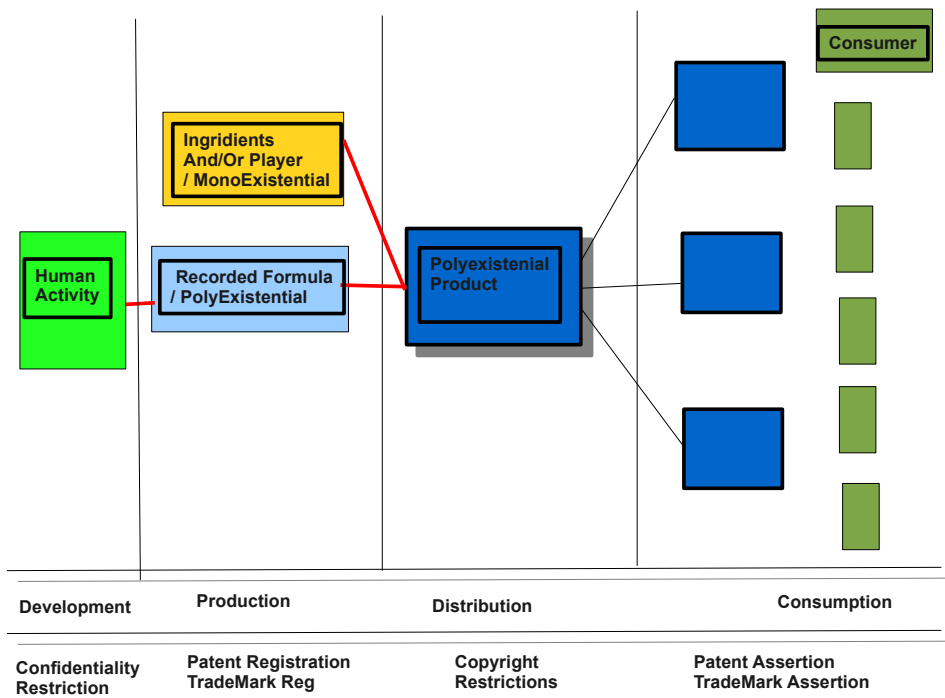 Consumer
Ingridients
And/Or Player
/ MonoExistential
Human
Activity
Recorded Formula
/ PolyExistential
Polyexistenial
Product
Development
Production
Distribution
Consumption
Confidentiality
Restriction
Patent Registration
TradeMark Reg
Copyright
Restrictions
Patent Assertion
TradeMark Assertion